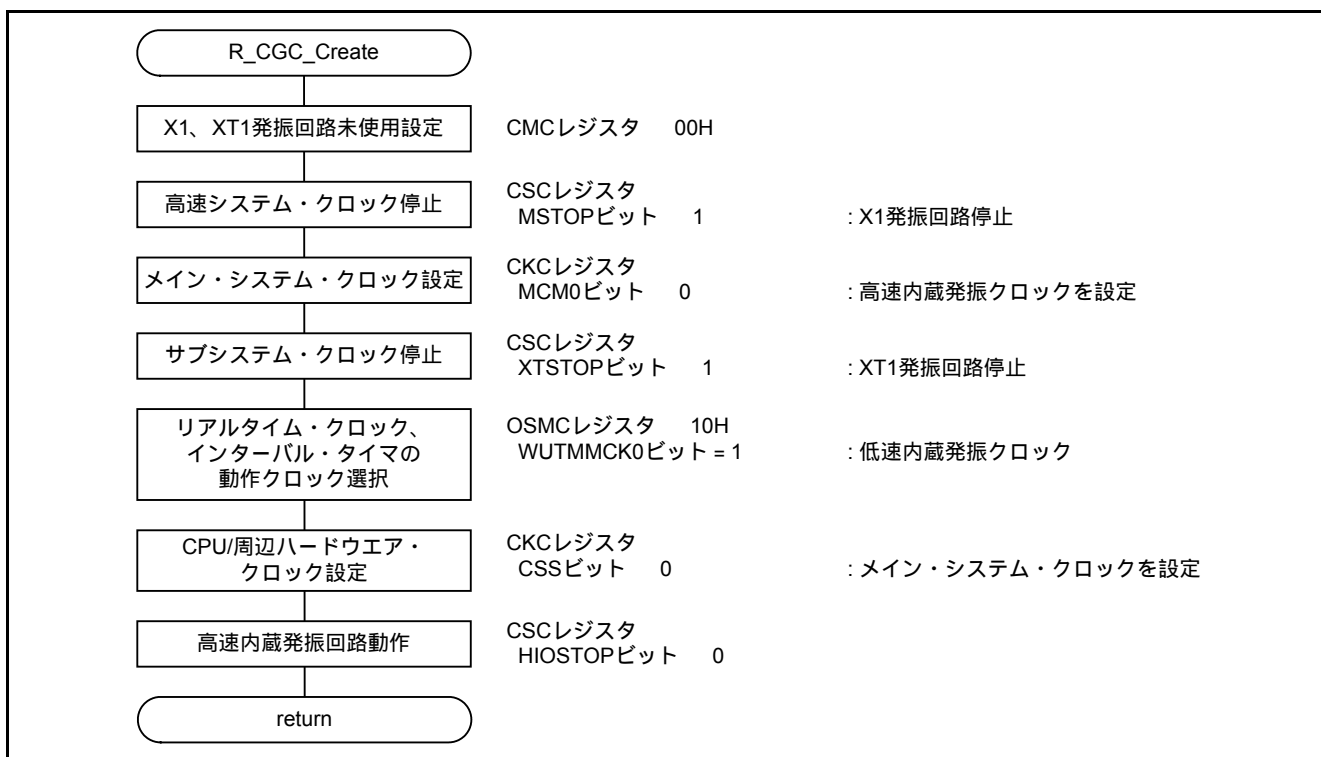 R_CGC_Create
X1、XT1発振回路未使用設定
CMCレジスタ 00H
高速システム・クロック停止
CSCレジスタ
MSTOPビット 1 : X1発振回路停止
メイン・システム・クロック設定
CKCレジスタ
MCM0ビット 0 : 高速内蔵発振クロックを設定
サブシステム・クロック停止
CSCレジスタ
XTSTOPビット 1 : XT1発振回路停止
リアルタイム・クロック、
インターバル・タイマの
動作クロック選択
OSMCレジスタ 10H
WUTMMCK0ビット = 1 : 低速内蔵発振クロック
CPU/周辺ハードウエア・
クロック設定
CKCレジスタ
CSSビット 0 : メイン・システム・クロックを設定
高速内蔵発振回路動作
CSCレジスタ
HIOSTOPビット 0
return